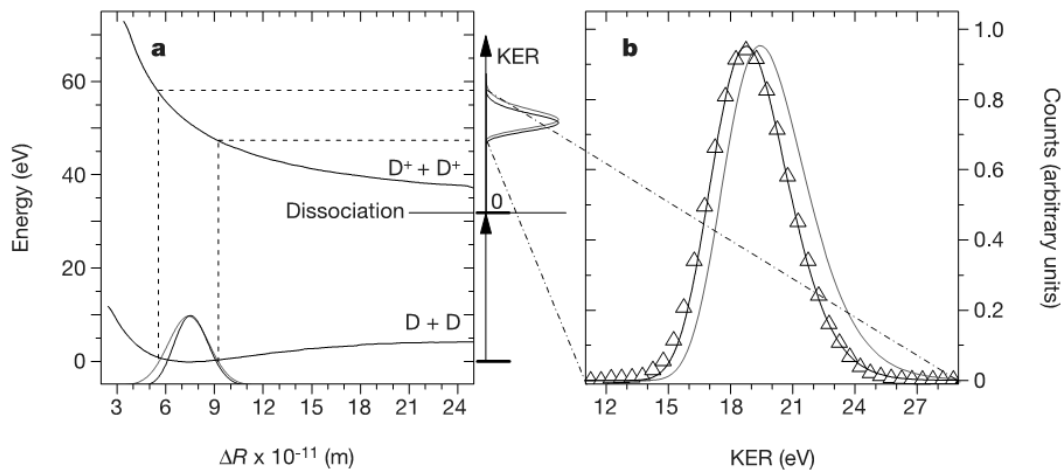 a
KER
b
1.0
0.8
0.6
0.4
0.2
0
Counts (arbitrary units)
60
40
20
0
Energy (eV)
D⁺ + D⁺
0
Dissociation
D + D
3 6 9 12 15 18 21 24
12 15 18 21 24 27
ΔR x 10⁻¹¹ (m)
KER (eV)